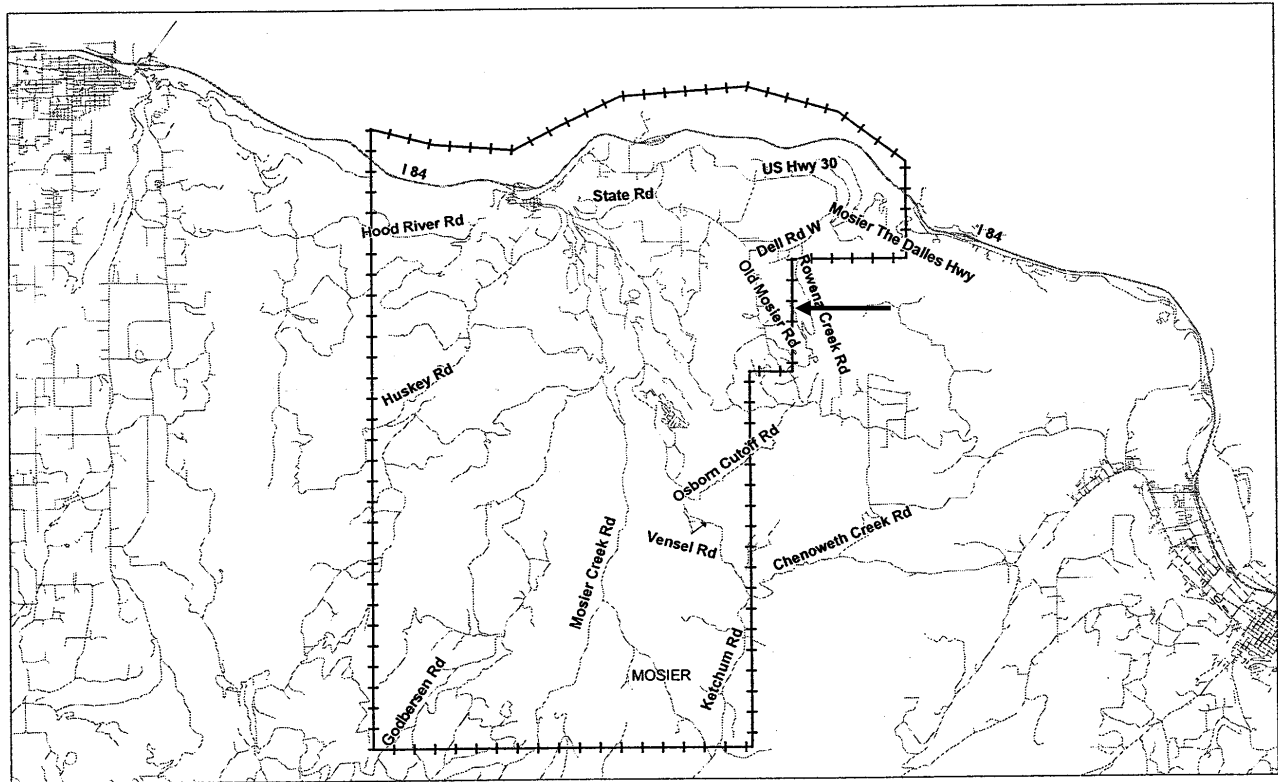 I 84
US Hwy 30
State Rd
Hood River Rd
Mosier The Dalles Hwy
I 84
Dell Rd W
Old Mosier Rd
Rowena Creek Rd
Huskey Rd
Osborn Cutoff Rd
Vensel Rd
Chenoweth Creek Rd
Mosier Creek Rd
Ketchum Rd
MOSIER
Godbersen Rd